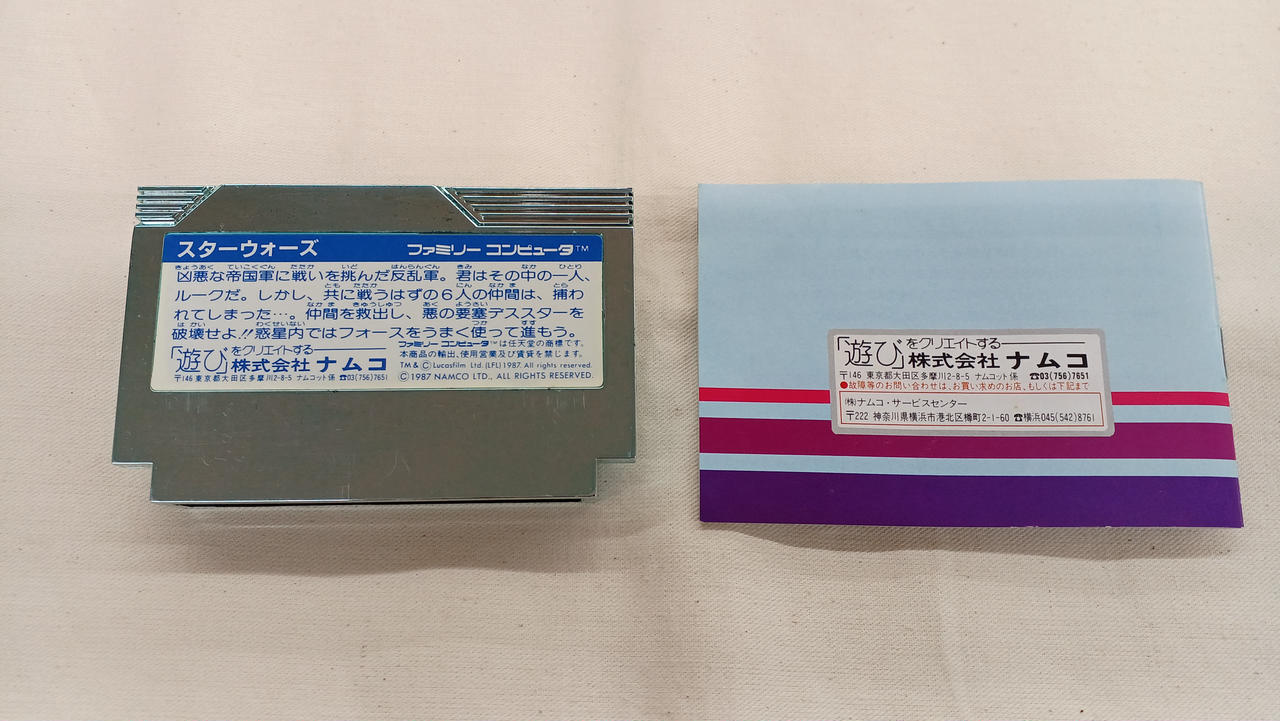 スターウォーズ
ファミリー コンピュータ™
凶悪な帝国軍に戦いを挑んだ反乱軍。君はその中の一人、
ルークだ。しかし、共に戦うはずの6人の仲間は、捕わ
れてしまった…。仲間を救出し、悪の要塞デススターを
破壊せよ!!惑星内ではフォースをうまく使って進もう。
「遊び」をクリエイトする
株式会社 ナムコ
〒146 東京都大田区多摩川2-8-5 ナムコット係 ☎03(756)7651
ファミリー コンピュータ™は任天堂の商標です。
本商品の輸出、使用営業及び賃貸を禁じます。
TM & © Lucasfilm Ltd. (LFL) 1987. All rights reserved.
© 1987 NAMCO LTD., ALL RIGHTS RESERVED.
「遊び」をクリエイトする
株式会社 ナムコ
〒146 東京都大田区多摩川2-8-5 ナムコット係 ☎03(756)7651
●故障等のお問い合わせは、お買い求めのお店、もしくは下記まで
㈱ナムコ・サービスセンター
〒222 神奈川県横浜市港北区樽町2-1-60 ☎横浜045(542)8761